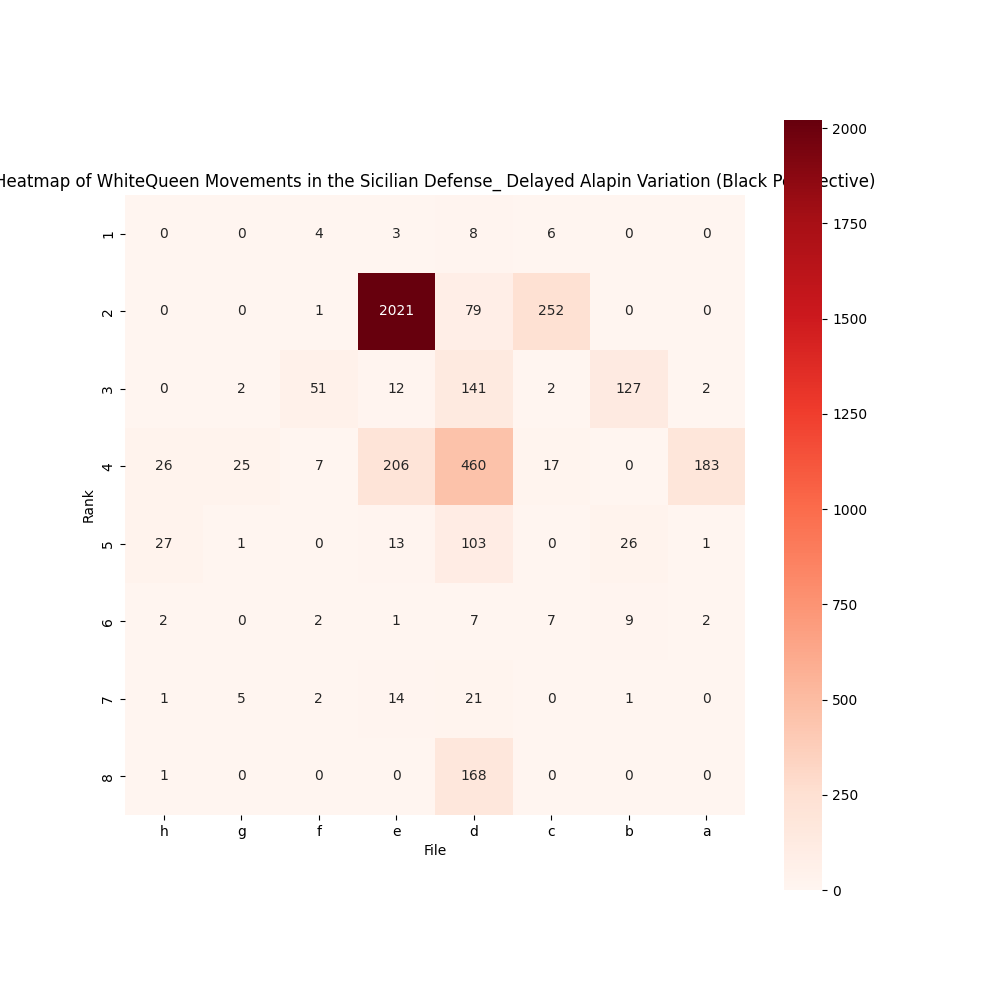 Heatmap of WhiteQueen Movements in the Sicilian Defense_ Delayed Alapin Variation (Black P ective)
2000
1750
1500
1250
1000
750
500
250
0
Rank
1 0 0 4 3 8 6 0 0
2 0 0 1 2021 79 252 0 0
3 0 2 51 12 141 2 127 2
4 26 25 7 206 460 17 0 183
5 27 1 0 13 103 0 26 1
6 2 0 2 1 7 7 9 2
7 1 5 2 14 21 0 1 0
8 1 0 0 0 168 0 0 0
h g f e d c b a
File